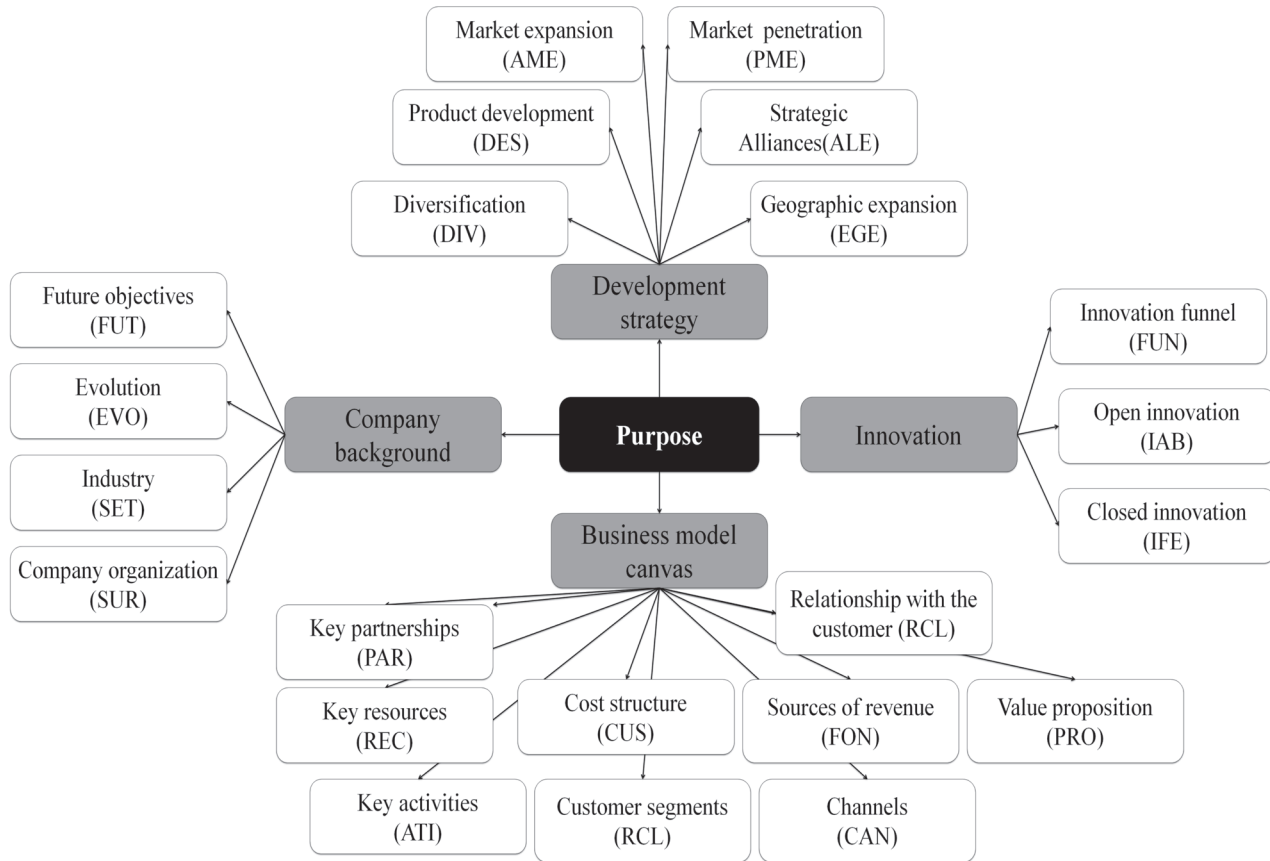 Market expansion
(AME)
Market penetration
(PME)
Product development
(DES)
Strategic
Alliances(ALE)
Diversification
(DIV)
Geographic expansion
(EGE)
Development
strategy
Future objectives
(FUT)
Evolution
(EVO)
Industry
(SET)
Company organization
(SUR)
Company
background
Purpose
Innovation
Innovation funnel
(FUN)
Open innovation
(IAB)
Closed innovation
(IFE)
Business model
canvas
Key partnerships
(PAR)
Relationship with the
customer (RCL)
Key resources
(REC)
Cost structure
(CUS)
Sources of revenue
(FON)
Value proposition
(PRO)
Key activities
(ATI)
Customer segments
(RCL)
Channels
(CAN)